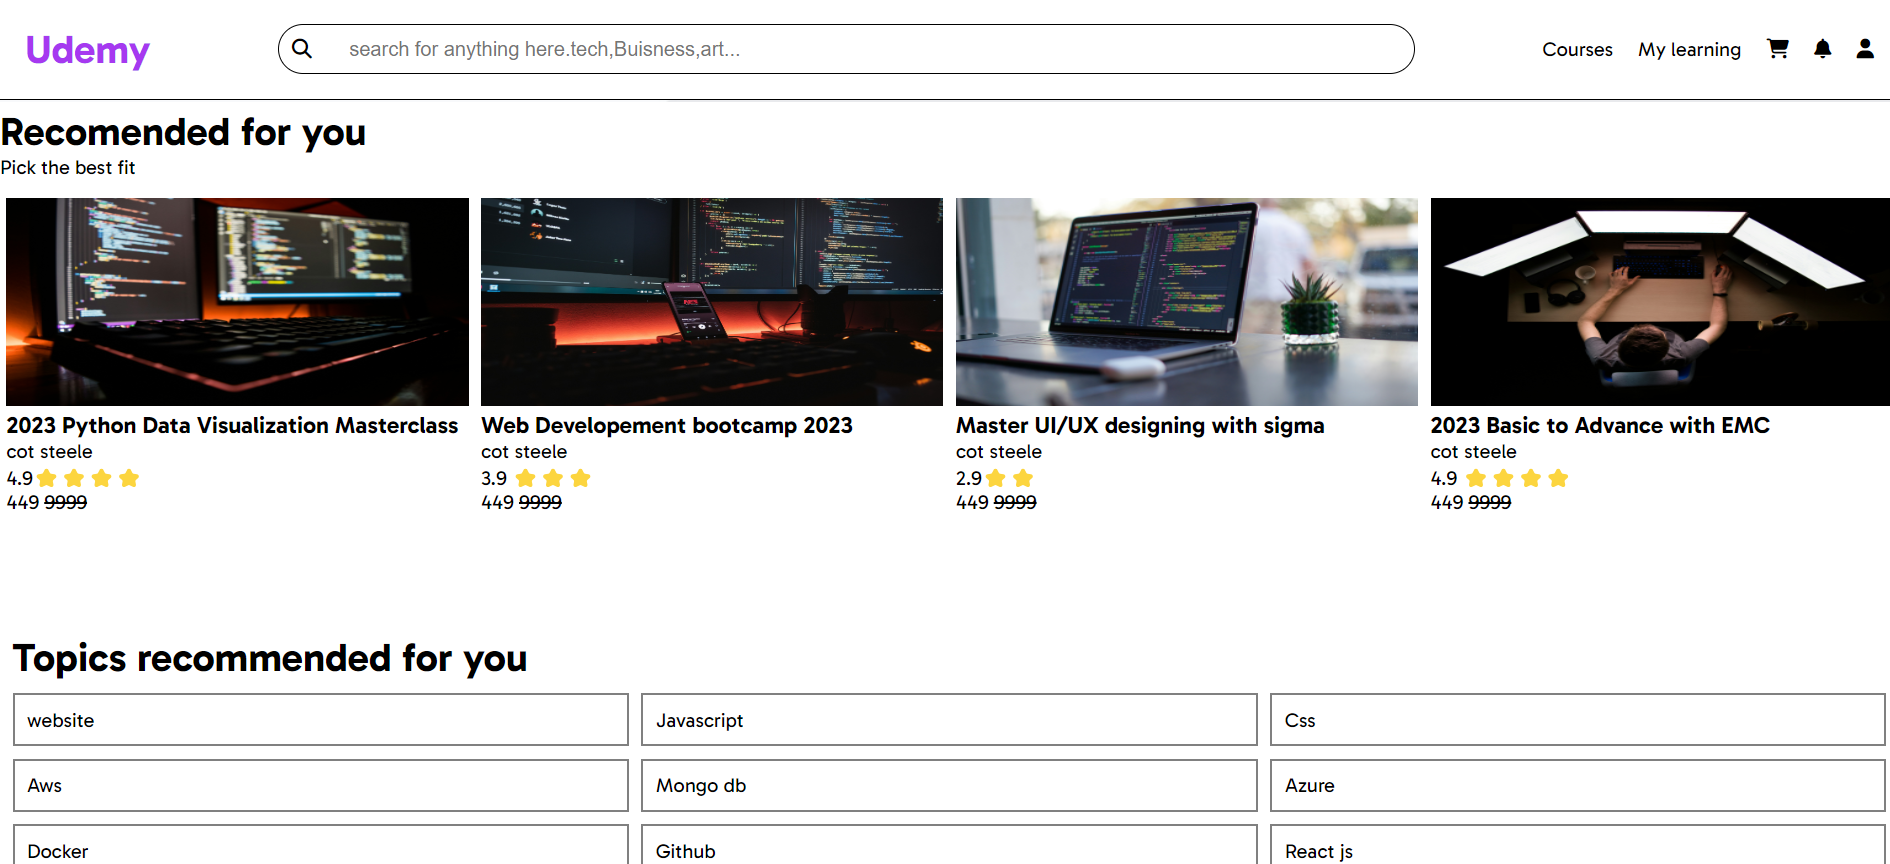 Udemy
search for anything here.tech,Buisness,art...
Courses
My learning
Recomended for you
Pick the best fit
2023 Python Data Visualization Masterclass
cot steele
4.9
449 9999
Web Developement bootcamp 2023
cot steele
3.9
449 9999
Master UI/UX designing with sigma
cot steele
2.9
449 9999
2023 Basic to Advance with EMC
cot steele
4.9
449 9999
Topics recommended for you
website
Javascript
Css
Aws
Mongo db
Azure
Docker
Github
React js